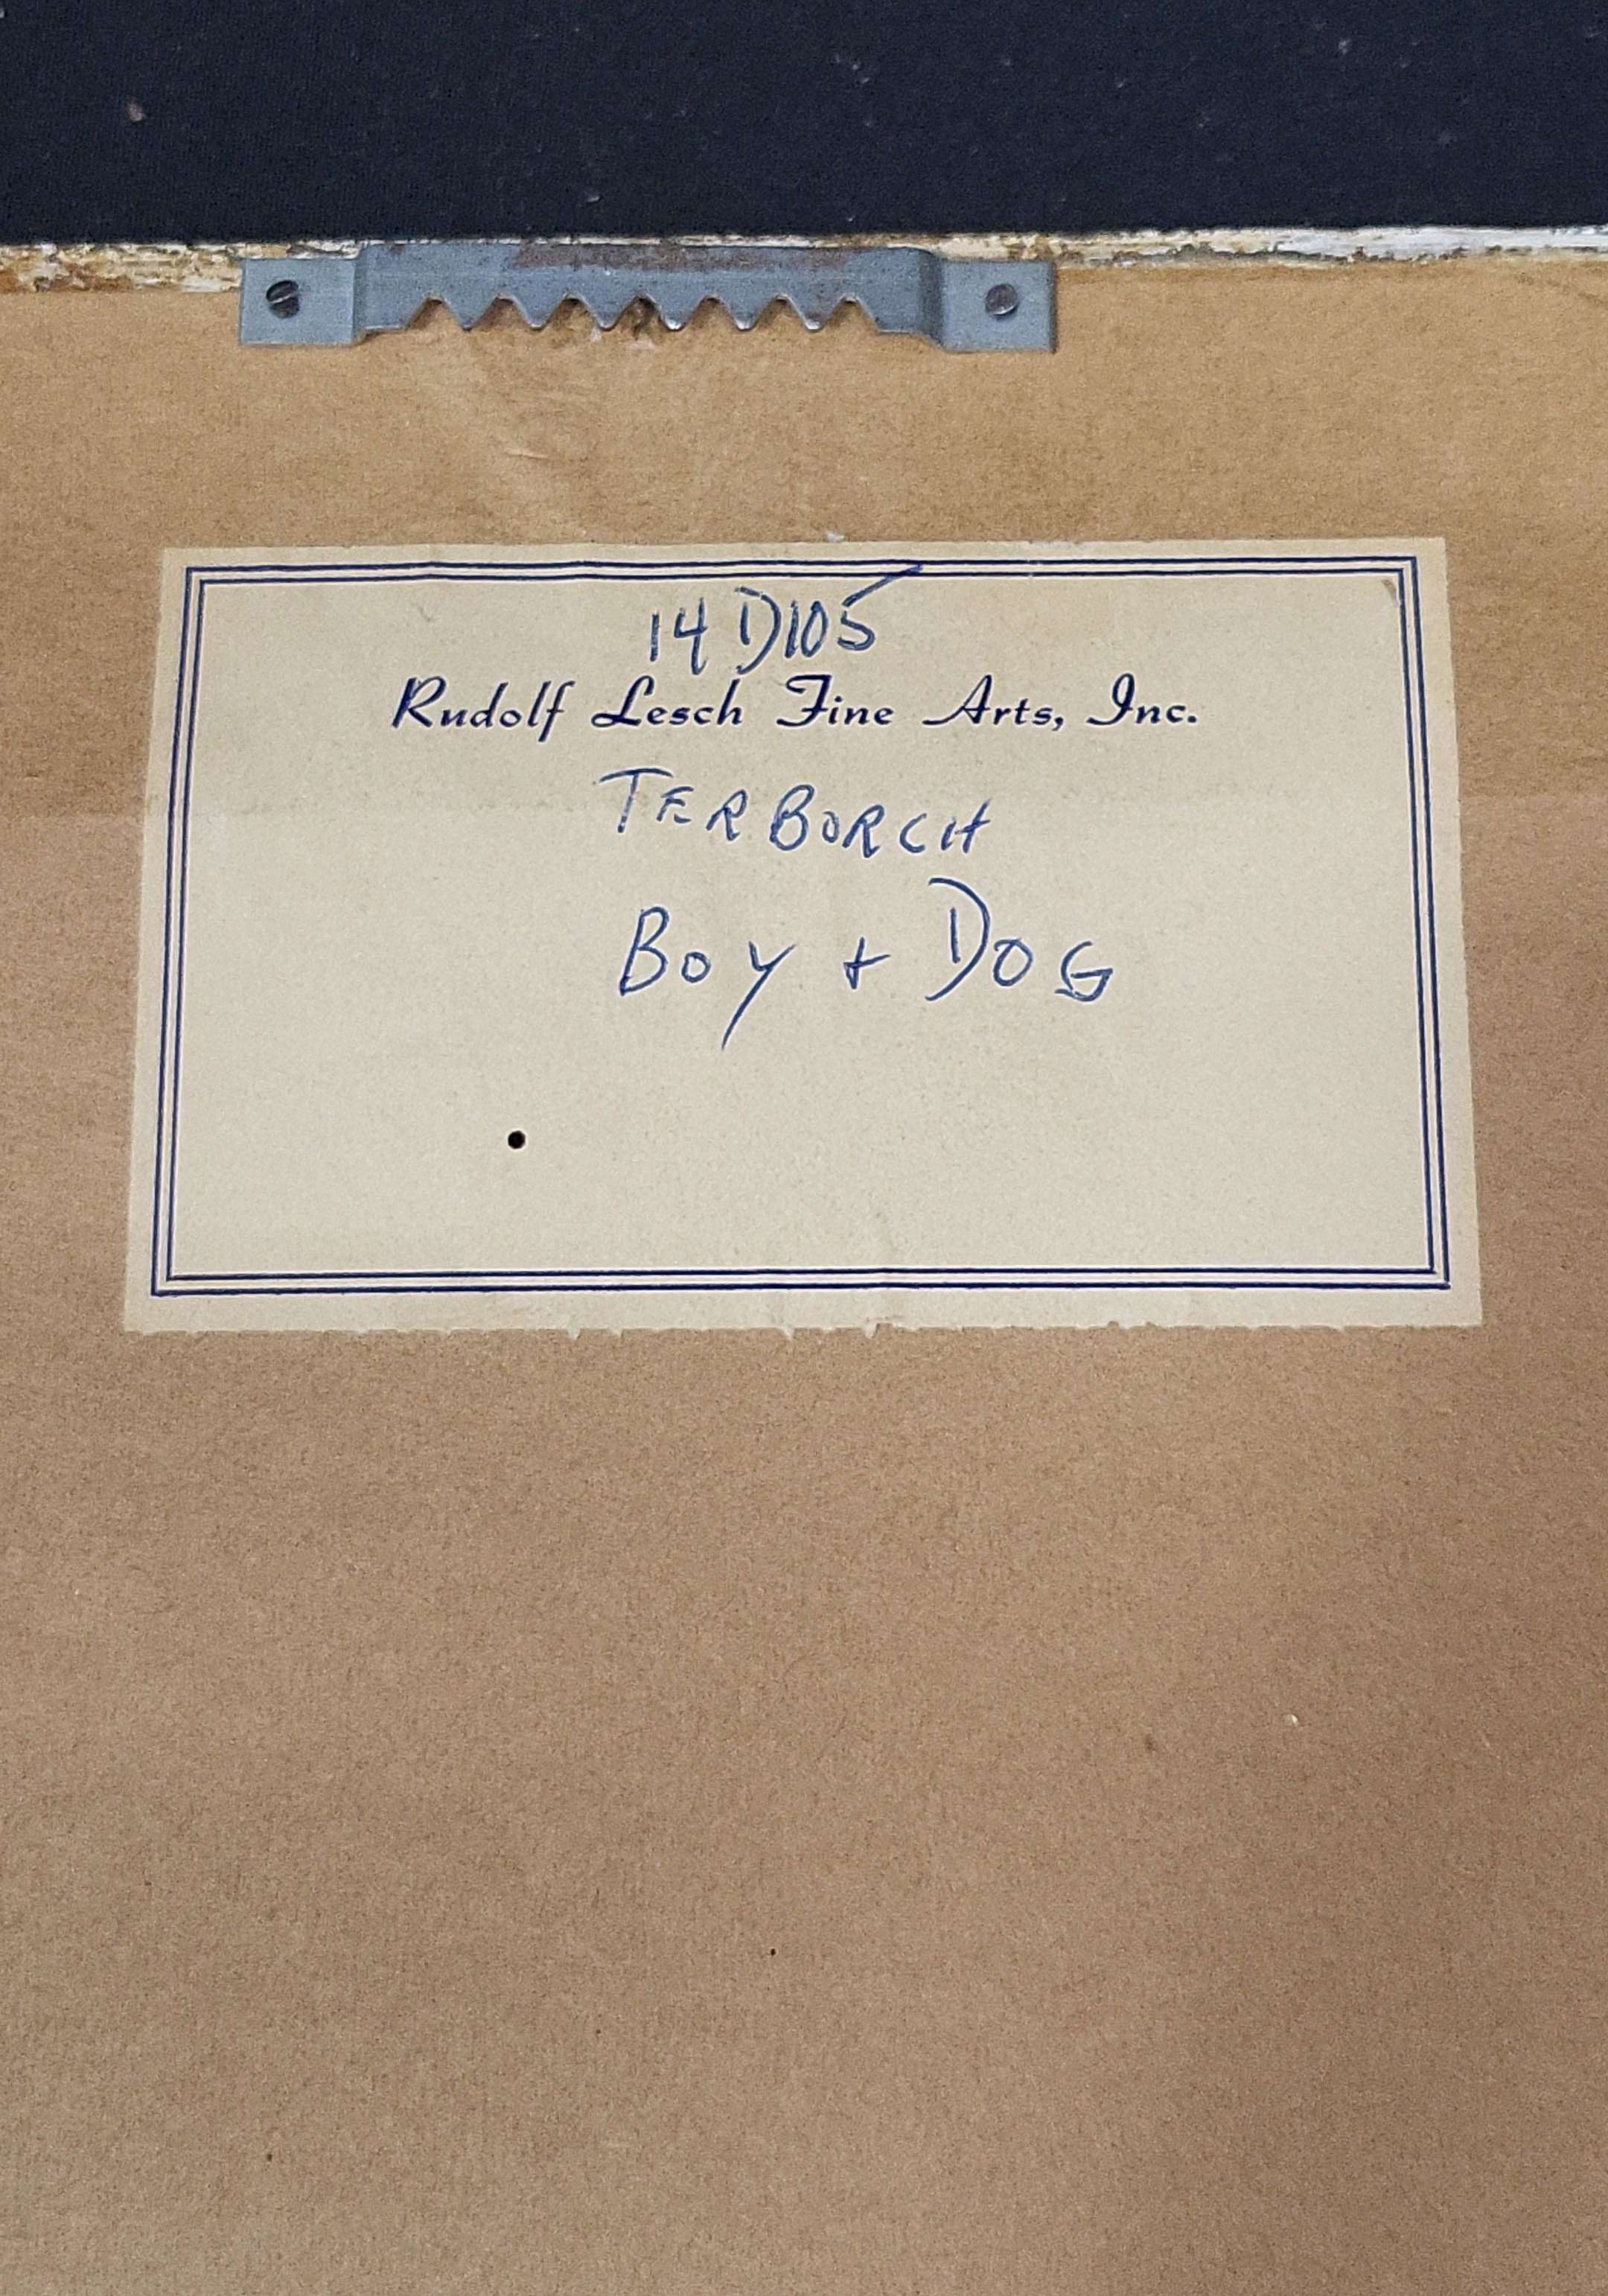 14 D105
Rudolf Lesch Fine Arts, Inc.
TERBORCH
BOY + DOG